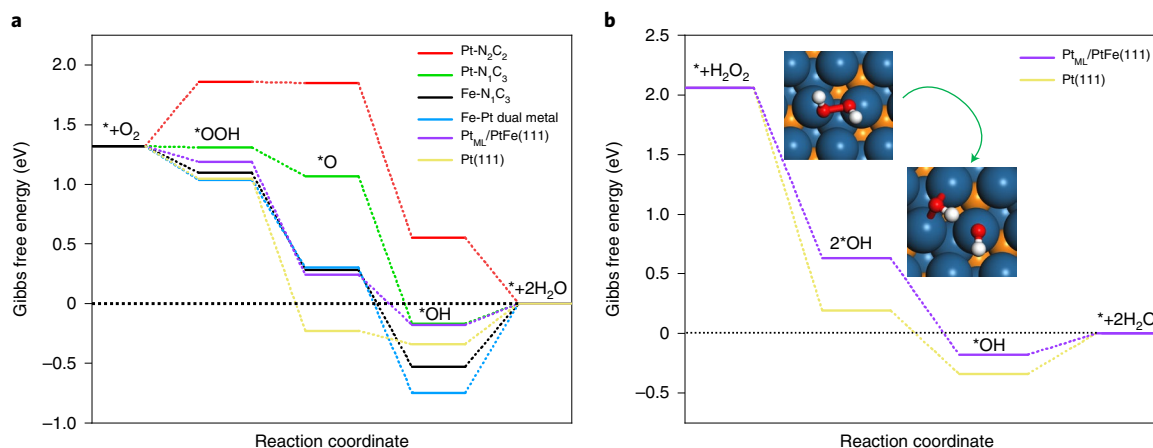 a
Gibbs free energy (eV)
2.0
1.5
1.0
0.5
0
–0.5
–1.0
Pt-N₂C₂
Pt-N₁C₃
Fe-N₁C₃
Fe-Pt dual metal
Pt_ML/PtFe(111)
Pt(111)
*+O₂
*OOH
*O
*OH
*+2H₂O
Reaction coordinate
b
Gibbs free energy (eV)
2.5
2.0
1.5
1.0
0.5
0
–0.5
Pt_ML/PtFe(111)
Pt(111)
*+H₂O₂
2*OH
*OH
*+2H₂O
Reaction coordinate